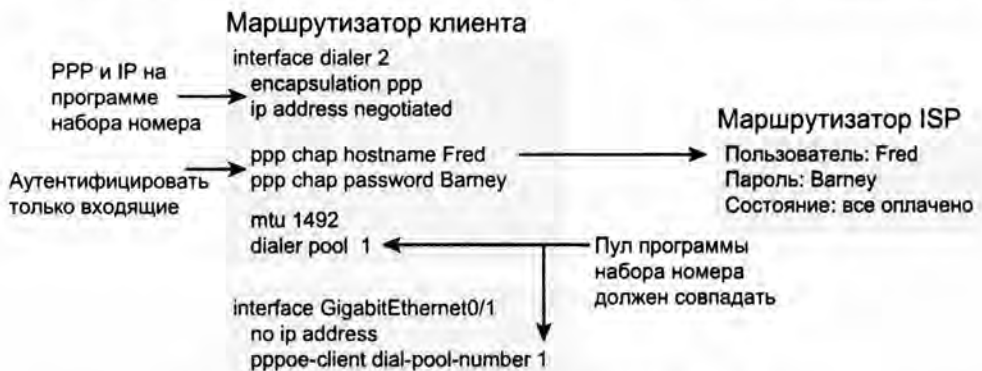 Маршрутизатор клиента
PPP и IP на
программе
набора номера
interface dialer 2
encapsulation ppp
ip address negotiated
Аутентифицировать
только входящие
ppp chap hostname Fred
ppp chap password Barney
mtu 1492
dialer pool 1
Маршрутизатор ISP
Пользователь: Fred
Пароль: Barney
Состояние: все оплачено
Пул программы
набора номера
должен совпадать
interface GigabitEthernet0/1
no ip address
pppoe-client dial-pool-number 1